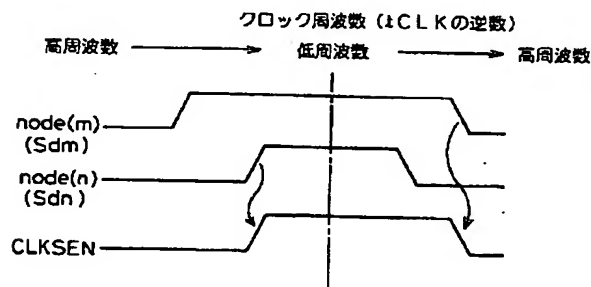 クロック周波数(tCLKの逆数)
高周波数 低周波数 高周波数
node(m)
(Sdm)
node(n)
(Sdn)
CLKSEN